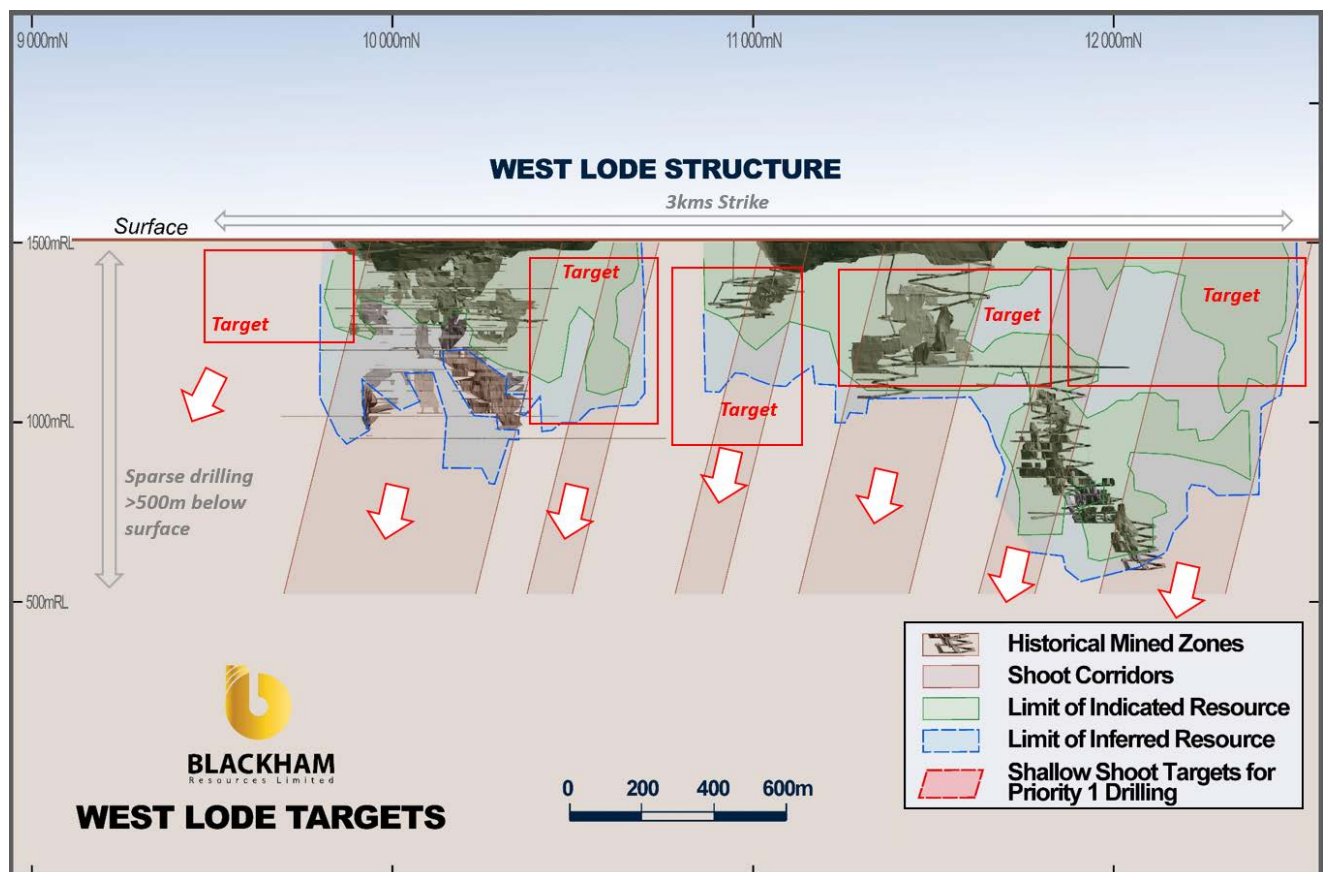 9 000mN
10 000mN
11 000mN
12 000mN
WEST LODE STRUCTURE
3kms Strike
Surface
1500mRL
Target
Target
Target
Target
Target
1000mRL
Sparse drilling
>500m below
surface
500mRL
Historical Mined Zones
Shoot Corridors
Limit of Indicated Resource
Limit of Inferred Resource
Shallow Shoot Targets for
Priority 1 Drilling
BLACKHAM
Resources Limited
WEST LODE TARGETS
0 200 400 600m